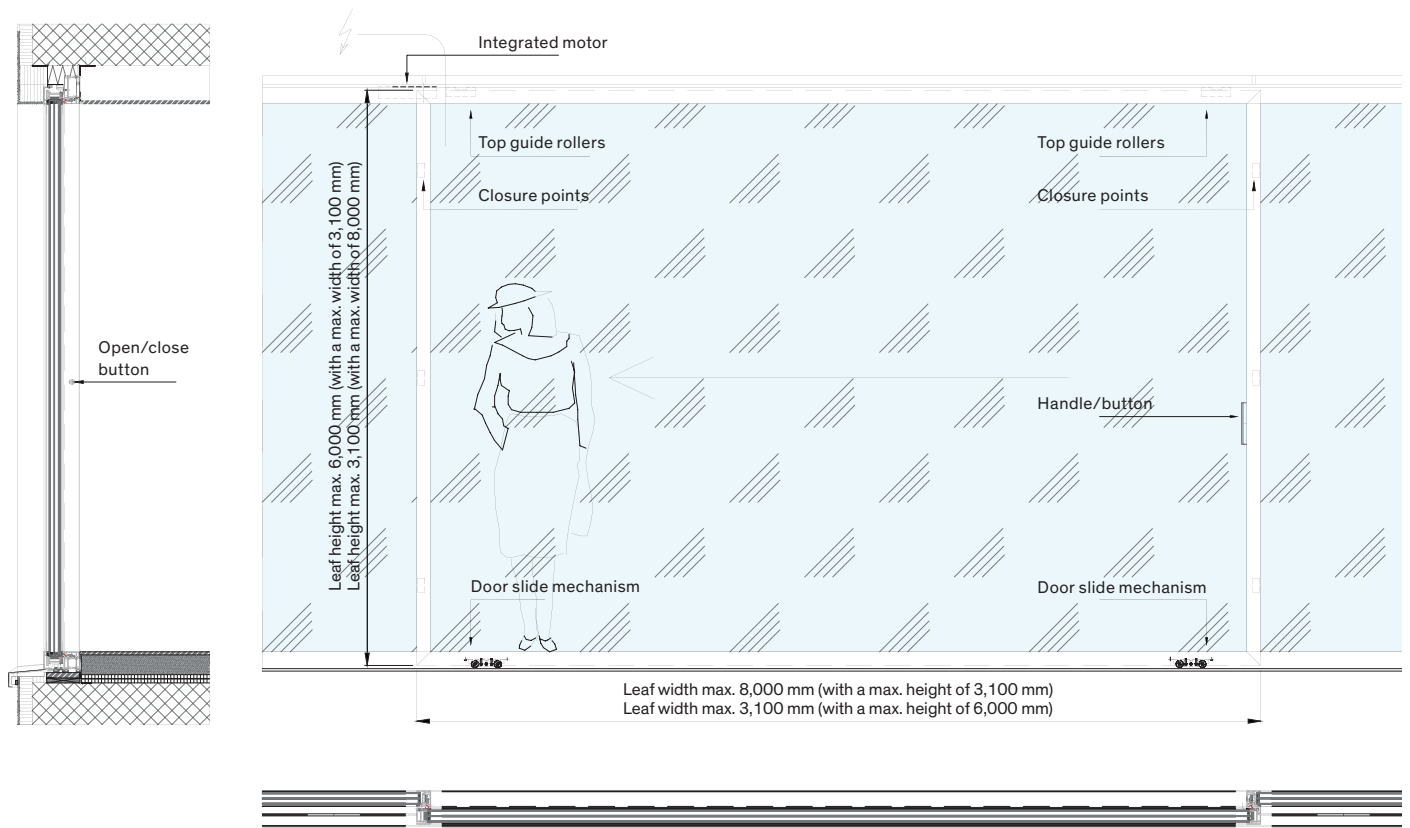 Integrated motor
Top guide rollers
Top guide rollers
Closure points
Closure points
Open/close
button
Leaf height max. 6,000 mm (with a max. width of 3,100 mm)
Leaf height max. 3,100 mm (with a max. width of 8,000 mm)
Handle/button
Door slide mechanism
Door slide mechanism
Leaf width max. 8,000 mm (with a max. height of 3,100 mm)
Leaf width max. 3,100 mm (with a max. height of 6,000 mm)